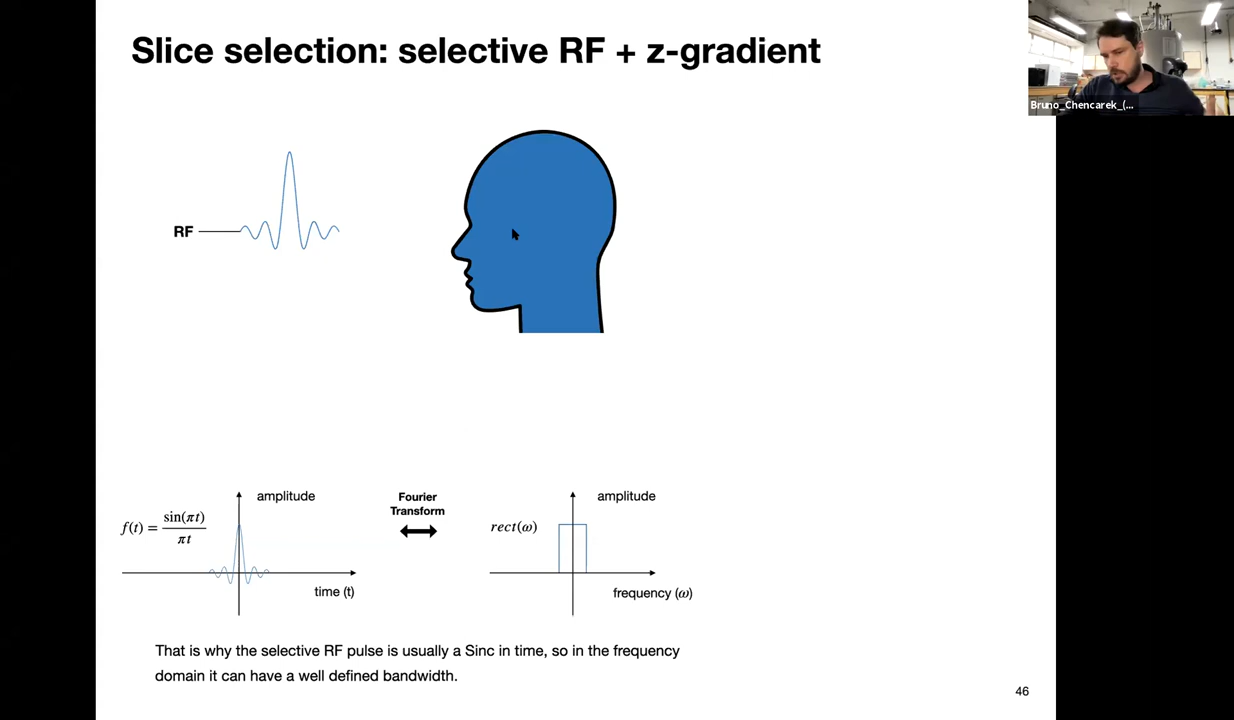 Slice selection: selective RF + z-gradient
Bruno_Chencarek_(...
RF
amplitude
Fourier
Transform
amplitude
f(t) = sin(πt) / πt
rect(ω)
time (t)
frequency (ω)
That is why the selective RF pulse is usually a Sinc in time, so in the frequency
domain it can have a well defined bandwidth.
46